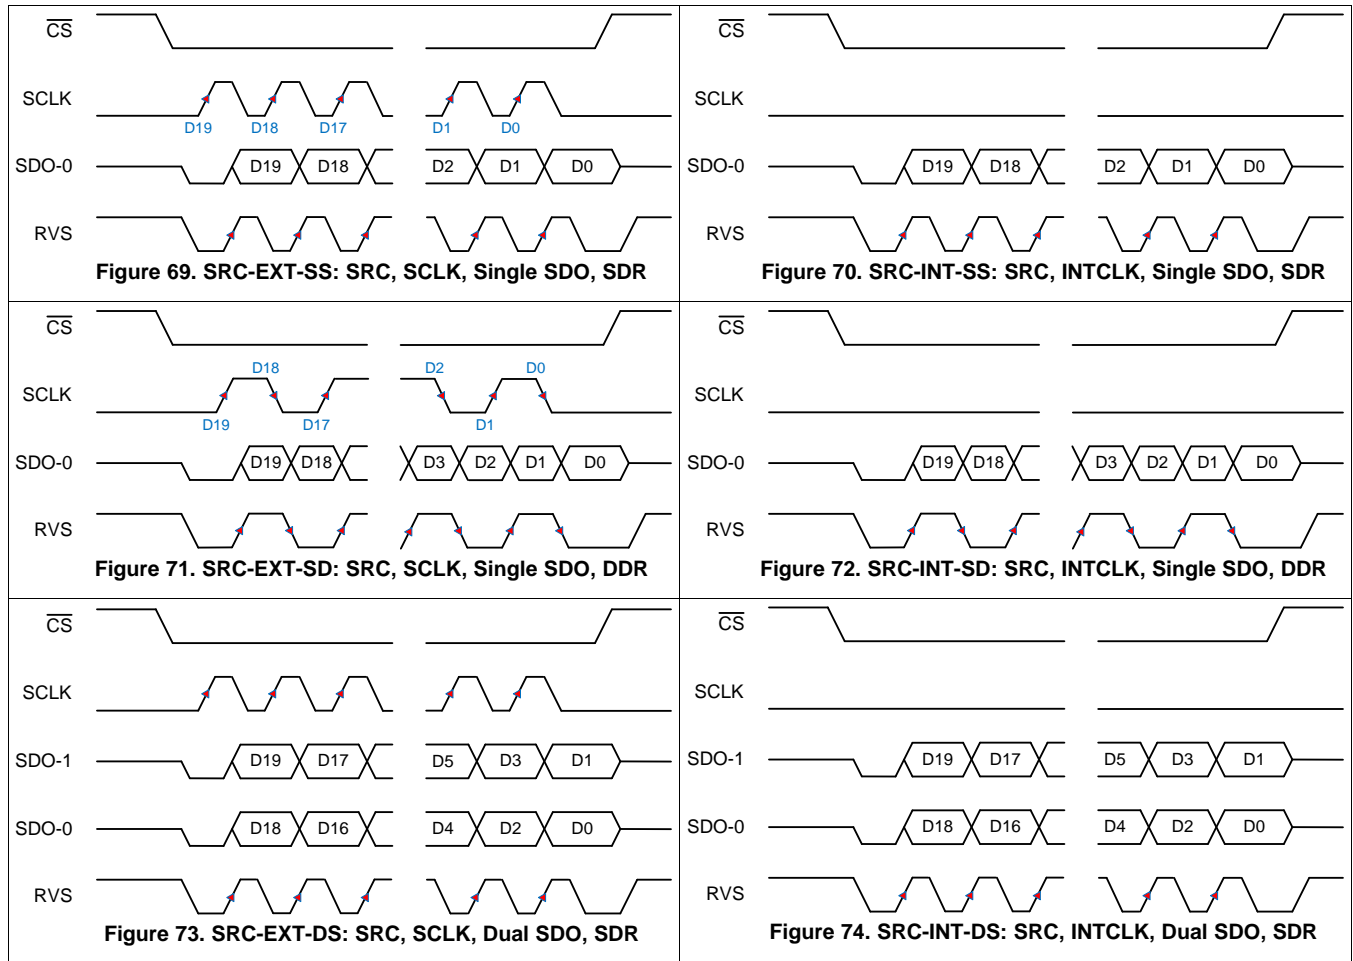 CS
SCLK
D19 D18 D17 D1 D0
SDO-0 D19 D18 D2 D1 D0
RVS
Figure 69. SRC-EXT-SS: SRC, SCLK, Single SDO, SDR
CS
SCLK
SDO-0 D19 D18 D2 D1 D0
RVS
Figure 70. SRC-INT-SS: SRC, INTCLK, Single SDO, SDR
CS
D18 D2 D0
SCLK
D19 D17 D1
SDO-0 D19 D18 D3 D2 D1 D0
RVS
Figure 71. SRC-EXT-SD: SRC, SCLK, Single SDO, DDR
CS
SCLK
SDO-0 D19 D18 D3 D2 D1 D0
RVS
Figure 72. SRC-INT-SD: SRC, INTCLK, Single SDO, DDR
CS
SCLK
SDO-1 D19 D17 D5 D3 D1
SDO-0 D18 D16 D4 D2 D0
RVS
Figure 73. SRC-EXT-DS: SRC, SCLK, Dual SDO, SDR
CS
SCLK
SDO-1 D19 D17 D5 D3 D1
SDO-0 D18 D16 D4 D2 D0
RVS
Figure 74. SRC-INT-DS: SRC, INTCLK, Dual SDO, SDR